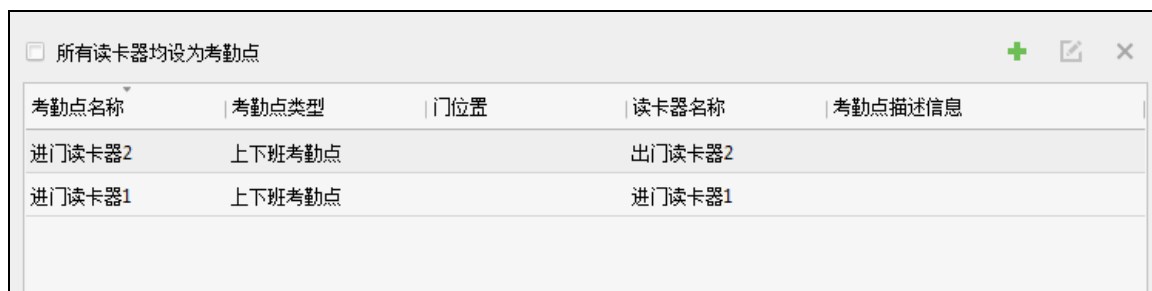 所有读卡器均设为考勤点
考勤点名称 考勤点类型 门位置 读卡器名称 考勤点描述信息
进门读卡器2 上下班考勤点 出门读卡器2
进门读卡器1 上下班考勤点 进门读卡器1